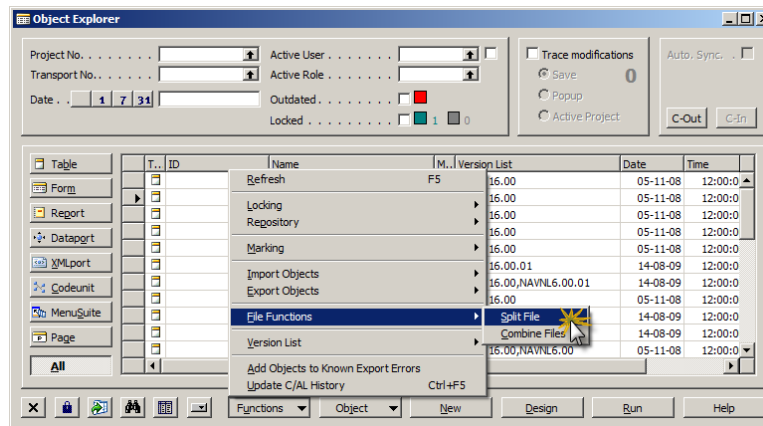 Object Explorer
Project No. . . . . . . . Active User . . . . . . . Trace modifications Auto. Sync. . .
Transport No. . . . . . . Active Role . . . . . . . . Save 0
Date . . 1 7 31 Outdated. . . . . . . . . Popup
Locked . . . . . . . . . . 1 0 Active Project C-Out C-In
Table T.. ID Name M.. Version List Date Time
Form Refresh F5 16.00 05-11-08 12:00:0
Report Locking 16.00 05-11-08 12:00:0
Repository 16.00 05-11-08 12:00:0
Dataport Marking 16.00 05-11-08 12:00:0
XMLport Import Objects 16.00.01 14-08-09 12:00:0
Codeunit Export Objects 16.00,NAVNL6.00.01 14-08-09 12:00:0
16.00 05-11-08 12:00:0
MenuSuite File Functions Split File 14-08-09 12:00:0
Page Combine Files 14-08-09 12:00:0
Version List 16.00,NAVNL6.00 05-11-08 12:00:0
All Add Objects to Known Export Errors
Update C/AL History Ctrl+F5
Functions Object New Design Run Help